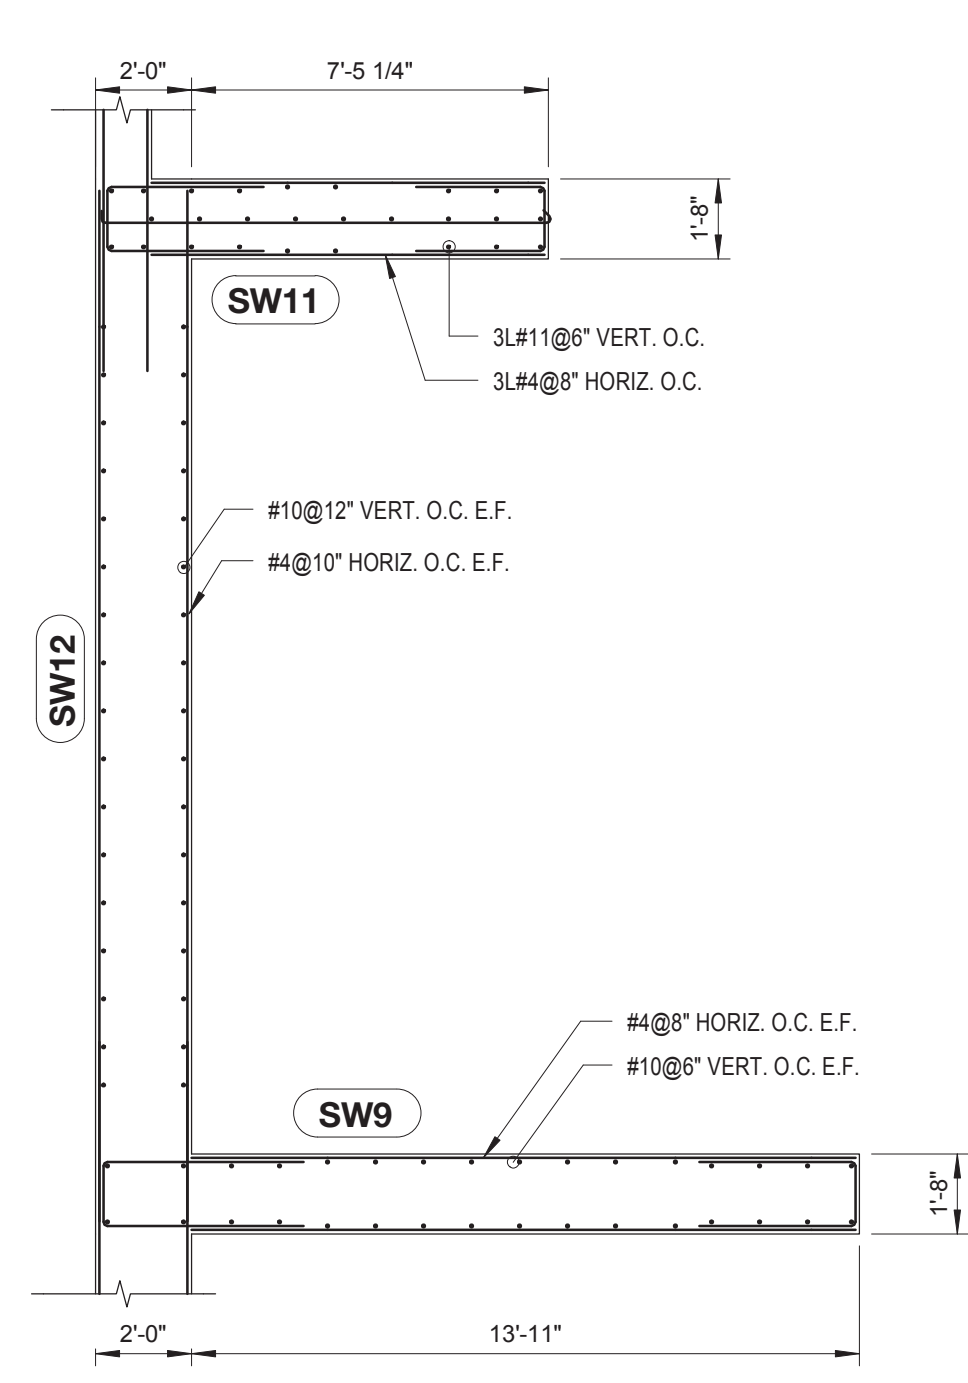 2'-0"
7'-5 1/4"
1'-8"
SW11
3L#11@6" VERT. O.C.
3L#4@8" HORIZ. O.C.
#10@12" VERT. O.C. E.F.
#4@10" HORIZ. O.C. E.F.
SW12
#4@8" HORIZ. O.C. E.F.
#10@6" VERT. O.C. E.F.
SW9
1'-8"
2'-0"
13'-11"